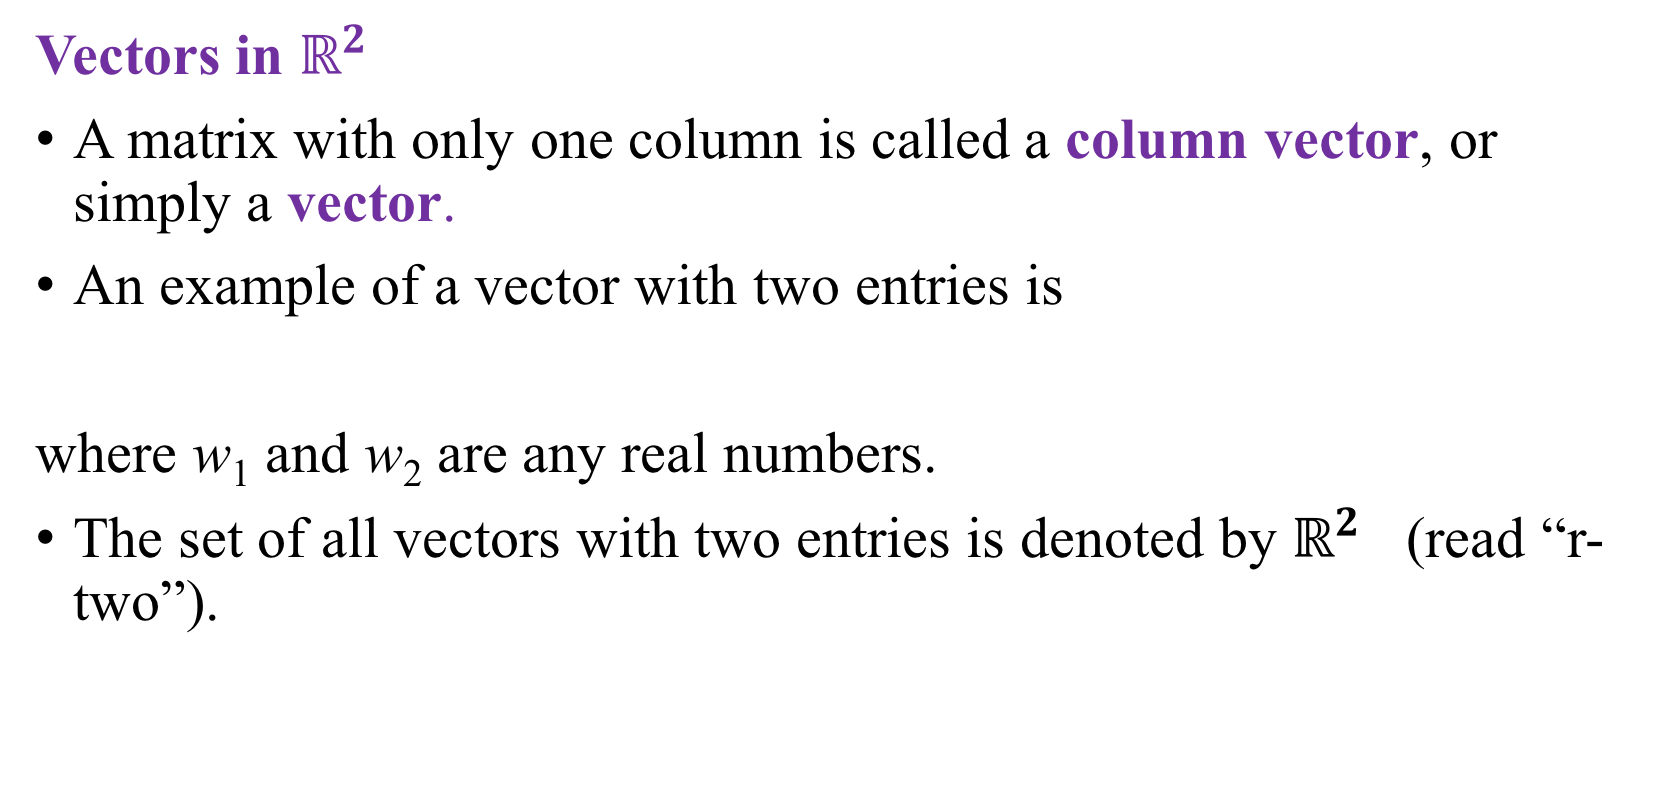 Vectors in ℝ²
• A matrix with only one column is called a column vector, or
simply a vector.
• An example of a vector with two entries is
where w₁ and w₂ are any real numbers.
• The set of all vectors with two entries is denoted by ℝ² (read “r-
two”).